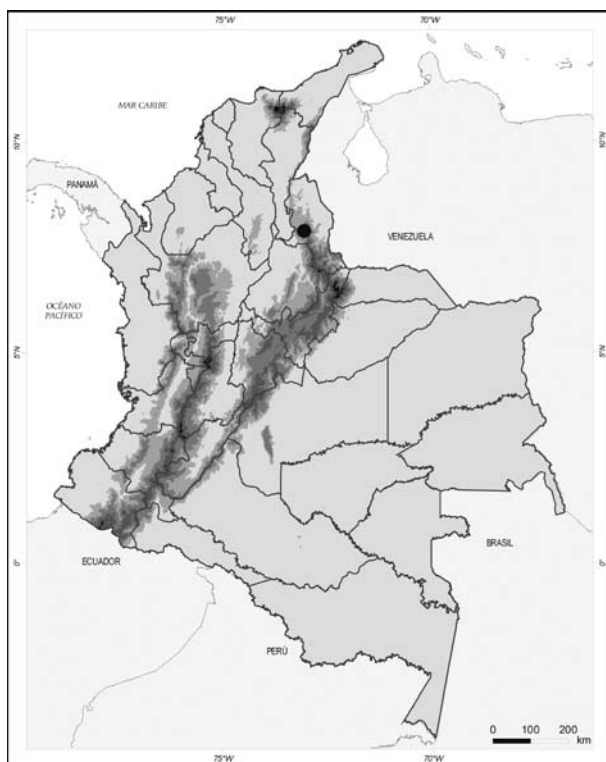 75°W 70°W
MAR CARIBE
10°N 10°N
PANAMÁ
VENEZUELA
OCÉANO
PACÍFICO
5°N 5°N
BRASIL
ECUADOR
0° 0°
PERÚ
0 100 200
km
75°W 70°W